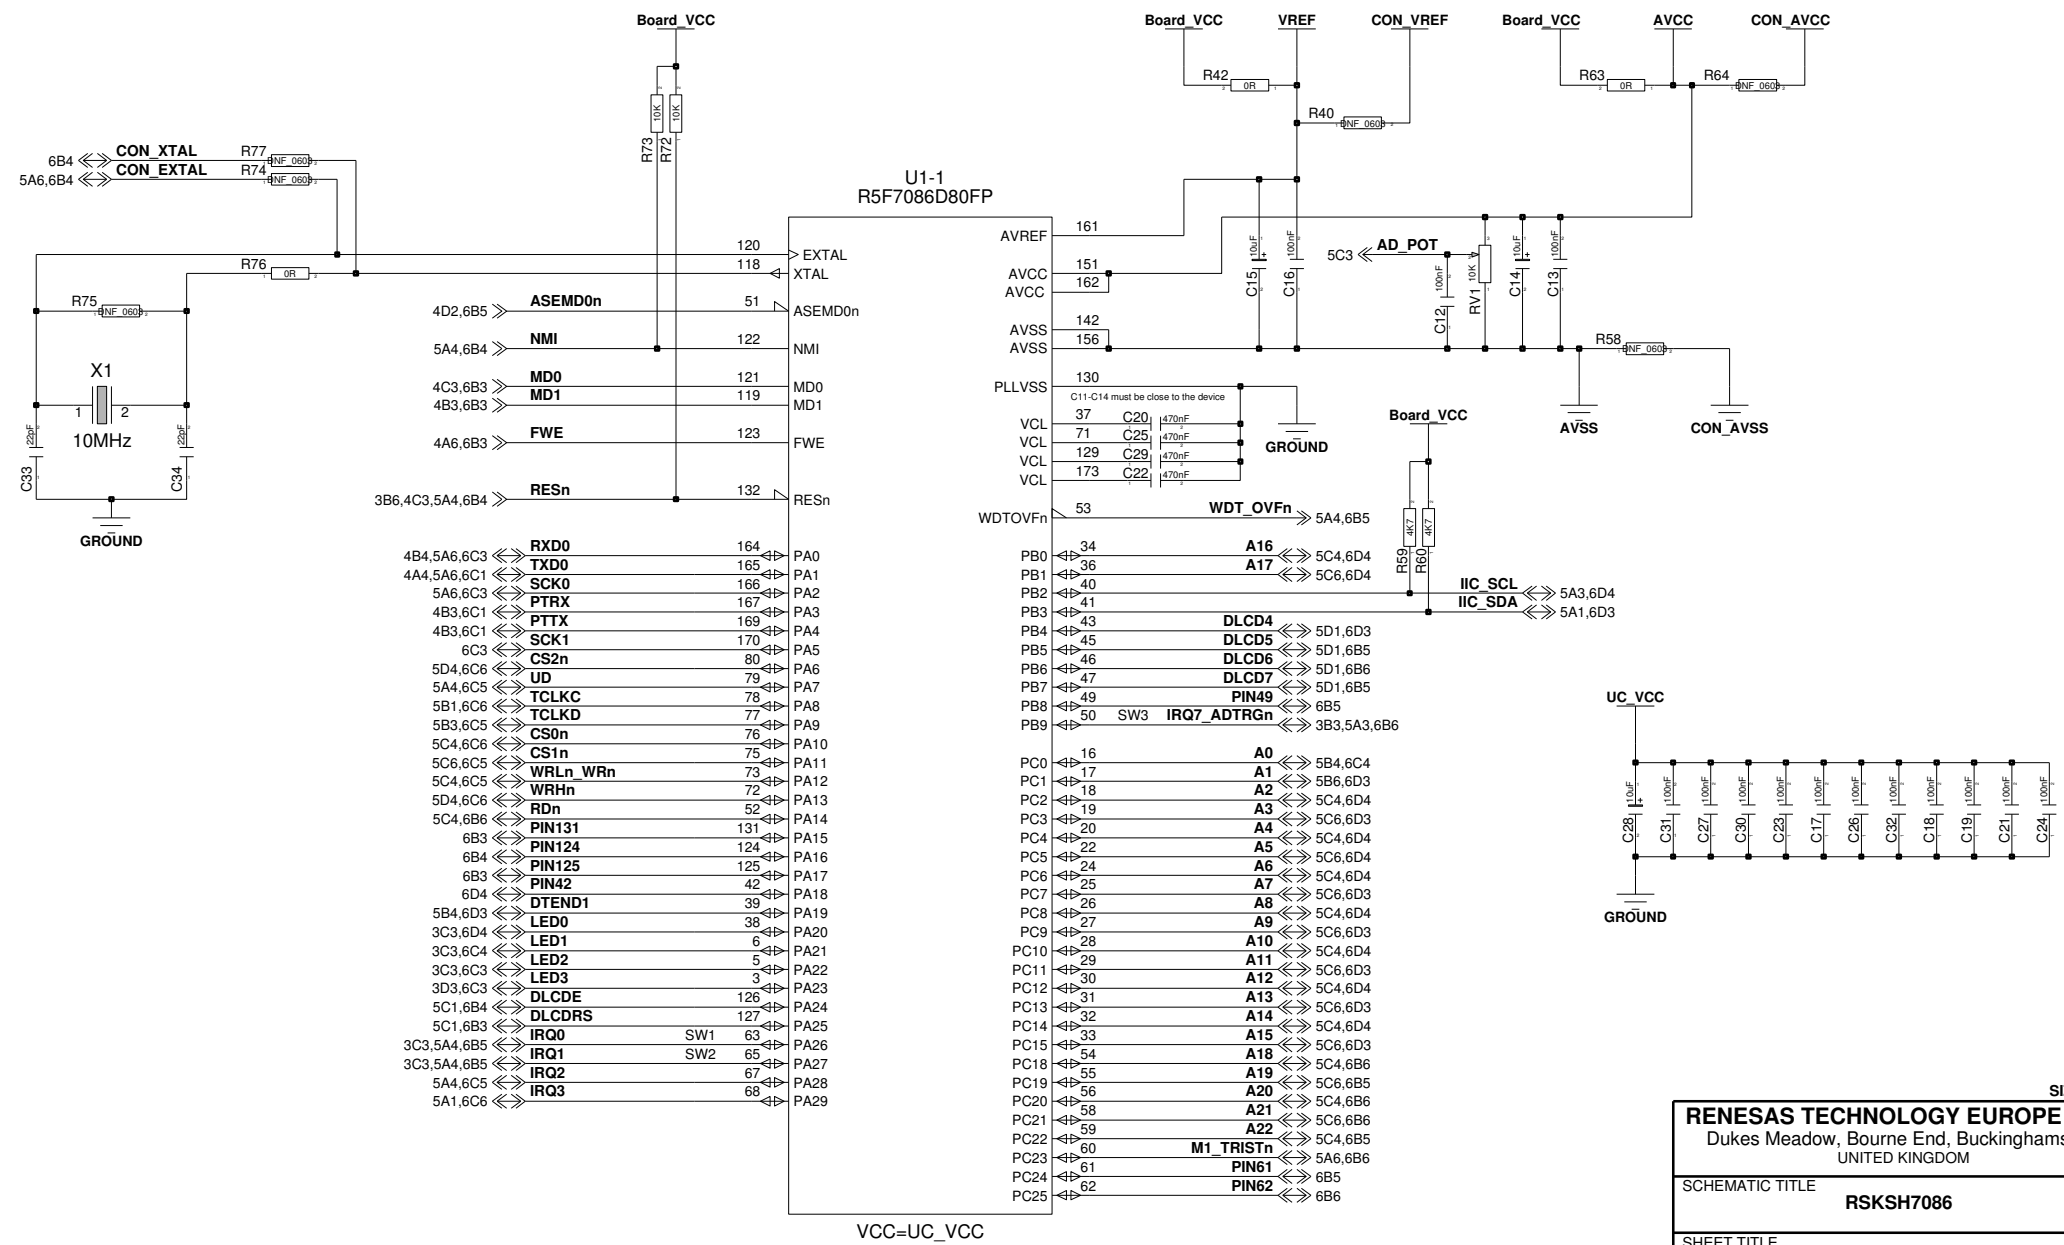 Board_VCC
Board_VCC VREF CON_VREF Board_VCC AVCC CON_AVCC
R42 0R
R63 0R R64 DNF_0603
R40 DNF_0603
R73 10K R72 10K
6B4 CON_XTAL R77 DNF_0603
5A6,6B4 CON_EXTAL R74 DNF_0603
U1-1
R5F7086D80FP
AVREF 161
120 EXTAL
R76 0R 118 XTAL
AVCC 151
AVCC 162
C15 10uF + C16 100nF
5C3 AD_POT
C12 100nF RV1 10K C14 10uF + C13 100nF
R75 DNF_0603
4D2,6B5 ASEMD0n 51 ASEMD0n
AVSS 142
AVSS 156
R58 DNF_0603
5A4,6B4 NMI 122 NMI
X1
1 2
10MHz
C33 22pF C34 22pF
GROUND
4C3,6B3 MD0 121 MD0
4B3,6B3 MD1 119 MD1
4A6,6B3 FWE 123 FWE
3B6,4C3,5A4,6B4 RESn 132 RESn
PLLVSS 130
C11-C14 must be close to the device
VCL 37 C20 470nF
VCL 71 C25 470nF
VCL 129 C29 470nF
VCL 173 C22 470nF
GROUND
Board_VCC
AVSS CON_AVSS
WDTOVFn 53 WDT_OVFn 5A4,6B5
R59 4K7 R60 4K7
4B4,5A6,6C3 RXD0 164 PA0
4A4,5A6,6C1 TXD0 165 PA1
5A6,6C3 SCK0 166 PA2
4B3,6C1 PTRX 167 PA3
4B3,6C1 PTTX 169 PA4
6C3 SCK1 170 PA5
5D4,6C6 CS2n 80 PA6
5A4,6C5 UD 79 PA7
5B1,6C6 TCLKC 78 PA8
5B3,6C5 TCLKD 77 PA9
5C4,6C6 CS0n 76 PA10
5C6,6C5 CS1n 75 PA11
5C4,6C5 WRLn_WRn 73 PA12
5D4,6C6 WRHn 72 PA13
5C4,6B6 RDn 52 PA14
6B3 PIN131 131 PA15
6B4 PIN124 124 PA16
6B3 PIN125 125 PA17
6D4 PIN42 42 PA18
5B4,6D3 DTEND1 39 PA19
3C3,6D4 LED0 38 PA20
3C3,6C4 LED1 6 PA21
3C3,6C3 LED2 5 PA22
3D3,6C3 LED3 3 PA23
5C1,6B4 DLCDE 126 PA24
5C1,6B3 DLCDRS 127 PA25
3C3,5A4,6B5 IRQ0 SW1 63 PA26
3C3,5A4,6B5 IRQ1 SW2 65 PA27
5A4,6C5 IRQ2 67 PA28
5A1,6C6 IRQ3 68 PA29
PB0 34 A16 5C4,6D4
PB1 36 A17 5C6,6D4
PB2 40 IIC_SCL 5A3,6D4
PB3 41 IIC_SDA 5A1,6D3
PB4 43 DLCD4 5D1,6D3
PB5 45 DLCD5 5D1,6B5
PB6 46 DLCD6 5D1,6B6
PB7 47 DLCD7 5D1,6B5
PB8 49 PIN49 6B5
PB9 50 SW3 IRQ7_ADTRGn 3B3,5A3,6B6
PC0 16 A0 5B4,6C4
PC1 17 A1 5B6,6D3
PC2 18 A2 5C4,6D4
PC3 19 A3 5C6,6D3
PC4 20 A4 5C4,6D4
PC5 22 A5 5C6,6D4
PC6 24 A6 5C4,6D4
PC7 25 A7 5C6,6D3
PC8 26 A8 5C4,6D4
PC9 27 A9 5C6,6D3
PC10 28 A10 5C4,6D4
PC11 29 A11 5C6,6D3
PC12 30 A12 5C4,6D4
PC13 31 A13 5C6,6D3
PC14 32 A14 5C4,6D4
PC15 33 A15 5C6,6D3
PC18 54 A18 5C4,6B6
PC19 55 A19 5C6,6B5
PC20 56 A20 5C4,6B6
PC21 58 A21 5C6,6B6
PC22 59 A22 5C4,6B5
PC23 60 M1_TRISTn 5A6,6B6
PC24 61 PIN61 6B5
PC25 62 PIN62 6B6
VCC=UC_VCC
UC_VCC
10uF + 100nF 100nF 100nF 100nF 100nF 100nF 100nF 100nF 100nF 100nF 100nF
C28 C31 C27 C30 C23 C17 C26 C32 C18 C19 C21 C24
GROUND
RENESAS TECHNOLOGY EUROPE
Dukes Meadow, Bourne End, Buckinghams
UNITED KINGDOM
SCHEMATIC TITLE
RSKSH7086
SHEET TITLE